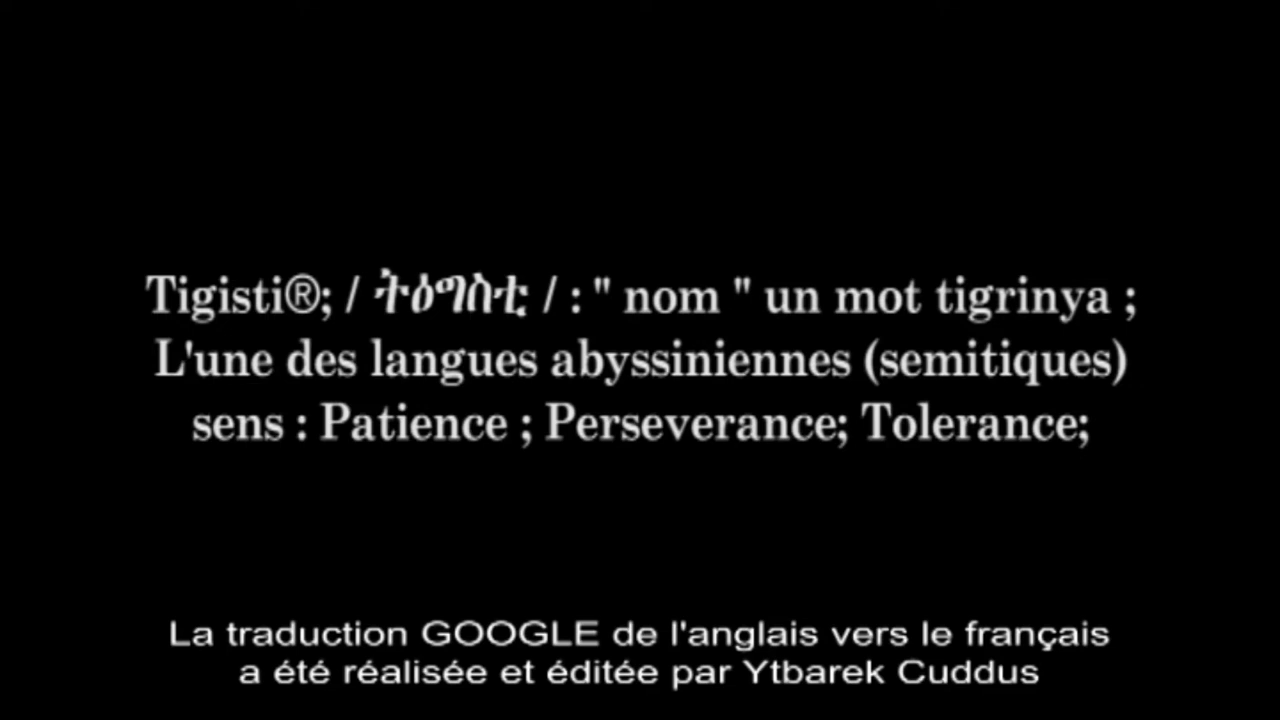 Tigisti®; / ትዕግስቲ / : " nom " un mot tigrinya ;
L'une des langues abyssiniennes (semitiques)
sens : Patience ; Perseverance; Tolerance;
La traduction GOOGLE de l'anglais vers le français
a été réalisée et éditée par Ytbarek Cuddus